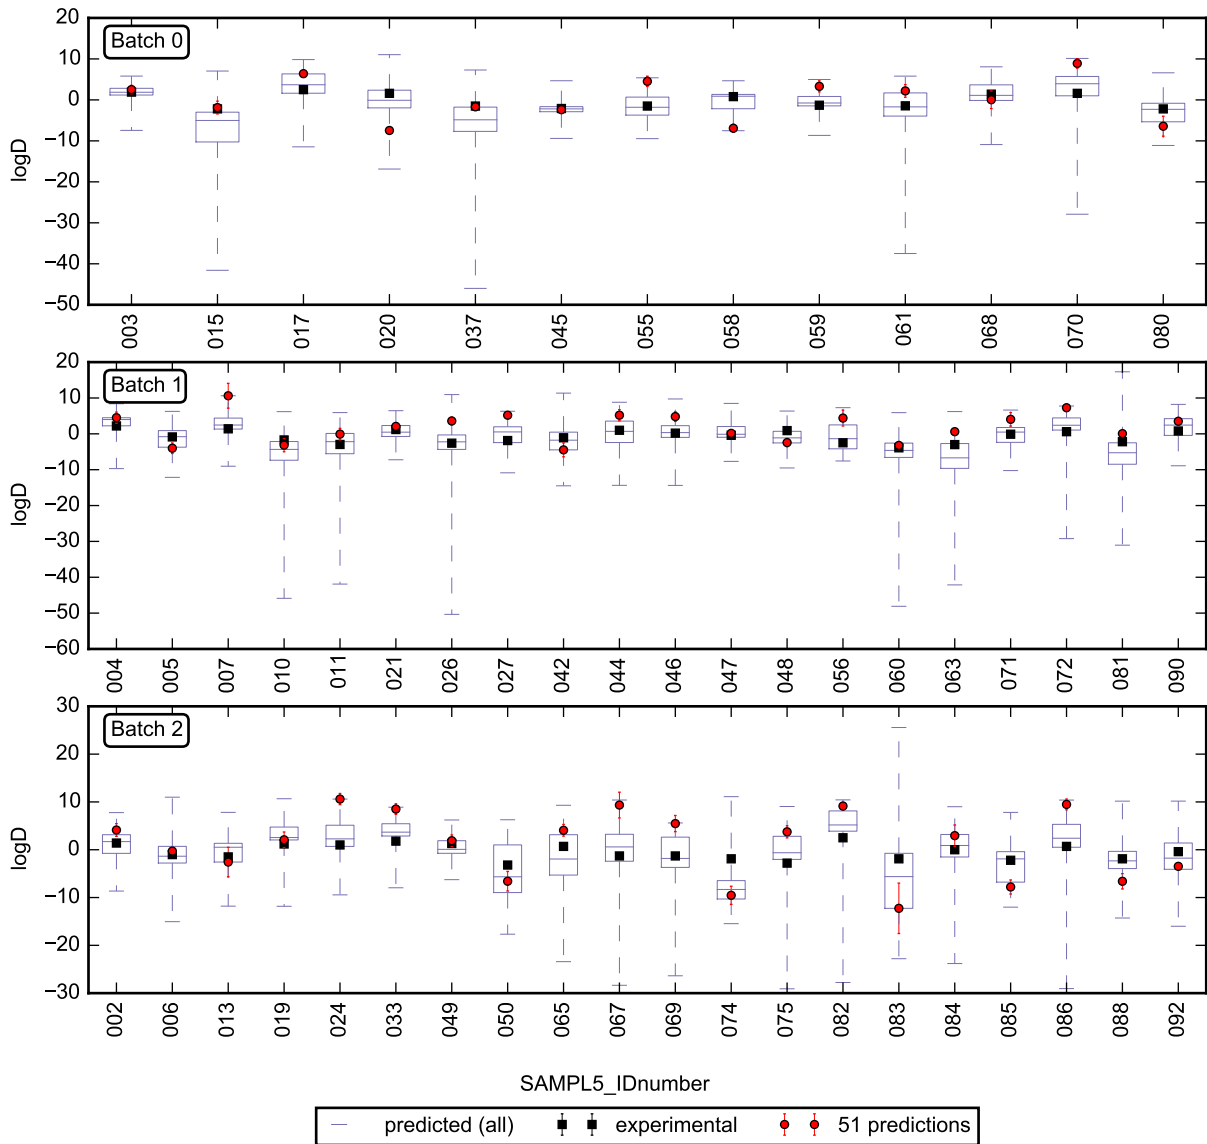 20
10
0
−10
−20
−30
−40
−50
logD
Batch 0
003 015 017 020 037 045 055 058 059 061 068 070 080
20
10
0
−10
−20
−30
−40
−50
−60
logD
Batch 1
004 005 007 010 011 021 026 027 042 044 046 047 048 056 060 063 071 072 081 090
30
20
10
0
−10
−20
−30
logD
Batch 2
002 006 013 019 024 033 049 050 065 067 069 074 075 082 083 084 085 086 088 092
SAMPL5_IDnumber
predicted (all) experimental 51 predictions